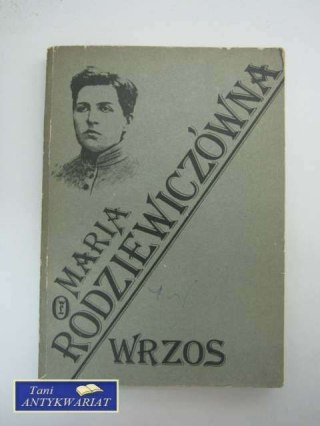 MARIA
RODZIEWICZÓWNA
WRZOS
Tani
ANTYKWARIAT